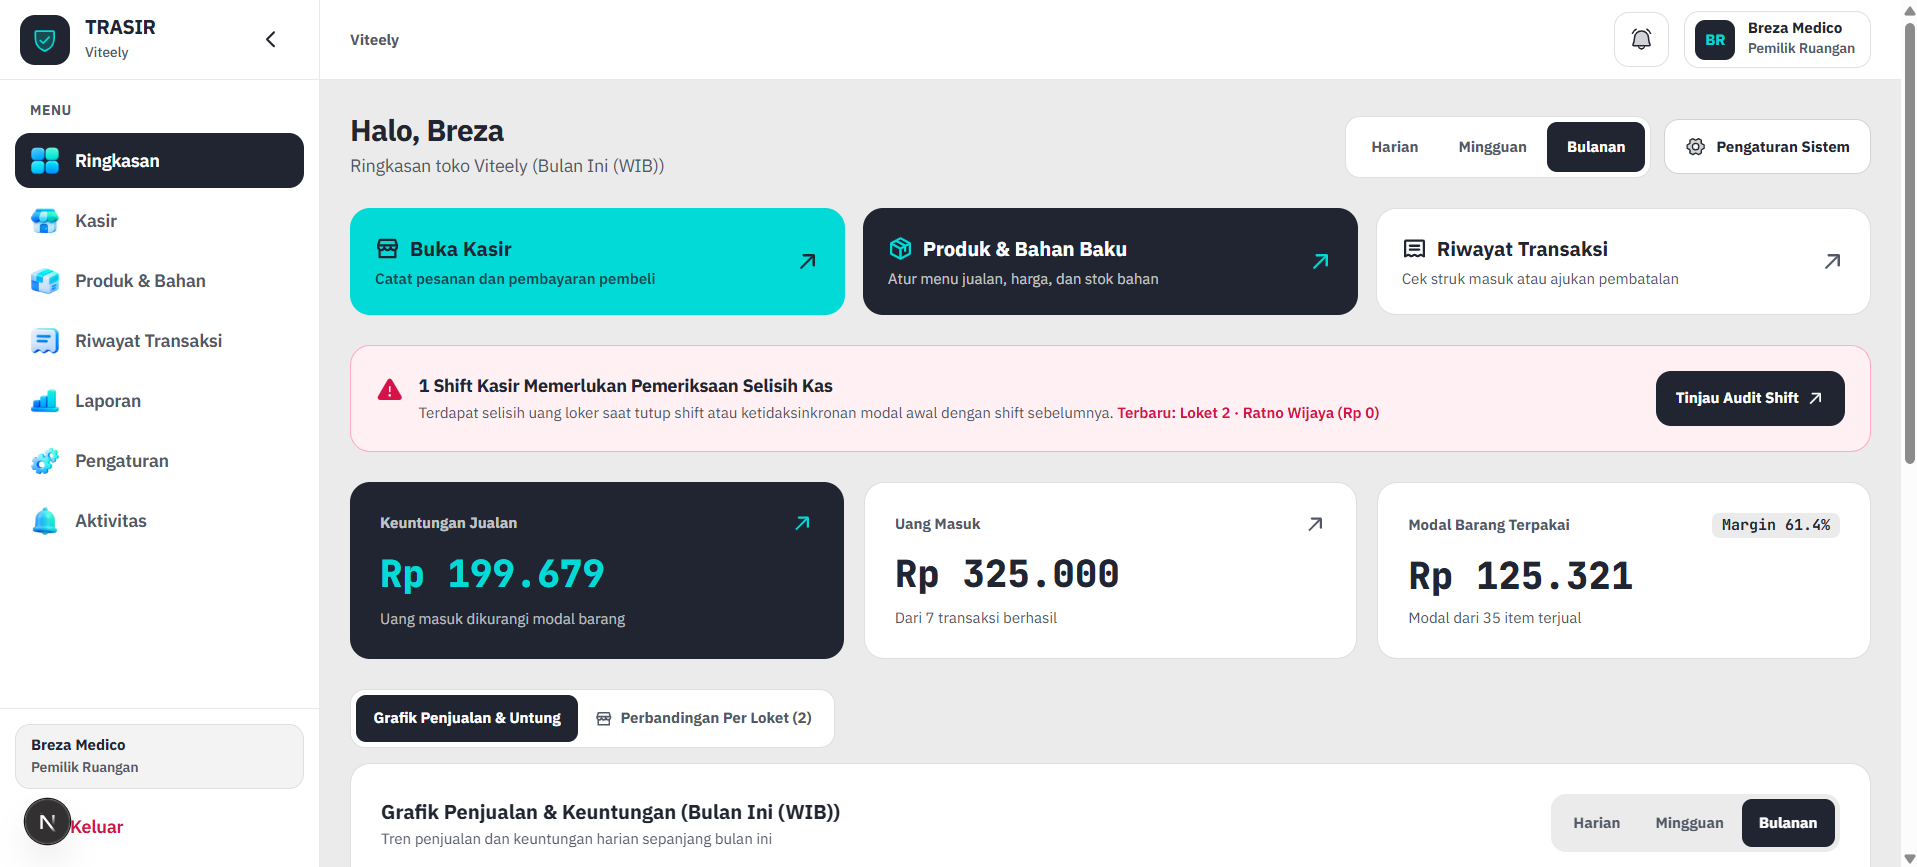 TRASIR
Viteely
Viteely
BR
Breza Medico
Pemilik Ruangan
MENU
Ringkasan
Kasir
Produk & Bahan
Riwayat Transaksi
Laporan
Pengaturan
Aktivitas
Breza Medico
Pemilik Ruangan
N
Keluar
Halo, Breza
Ringkasan toko Viteely (Bulan Ini (WIB))
Harian Mingguan Bulanan
Pengaturan Sistem
Buka Kasir
Catat pesanan dan pembayaran pembeli
Produk & Bahan Baku
Atur menu jualan, harga, dan stok bahan
Riwayat Transaksi
Cek struk masuk atau ajukan pembatalan
1 Shift Kasir Memerlukan Pemeriksaan Selisih Kas
Terdapat selisih uang loker saat tutup shift atau ketidaksinkronan modal awal dengan shift sebelumnya. Terbaru: Loket 2 · Ratno Wijaya (Rp 0)
Tinjau Audit Shift
Keuntungan Jualan
Rp 199.679
Uang masuk dikurangi modal barang
Uang Masuk
Rp 325.000
Dari 7 transaksi berhasil
Modal Barang Terpakai
Margin 61.4%
Rp 125.321
Modal dari 35 item terjual
Grafik Penjualan & Untung
Perbandingan Per Loket (2)
Grafik Penjualan & Keuntungan (Bulan Ini (WIB))
Tren penjualan dan keuntungan harian sepanjang bulan ini
Harian Mingguan Bulanan